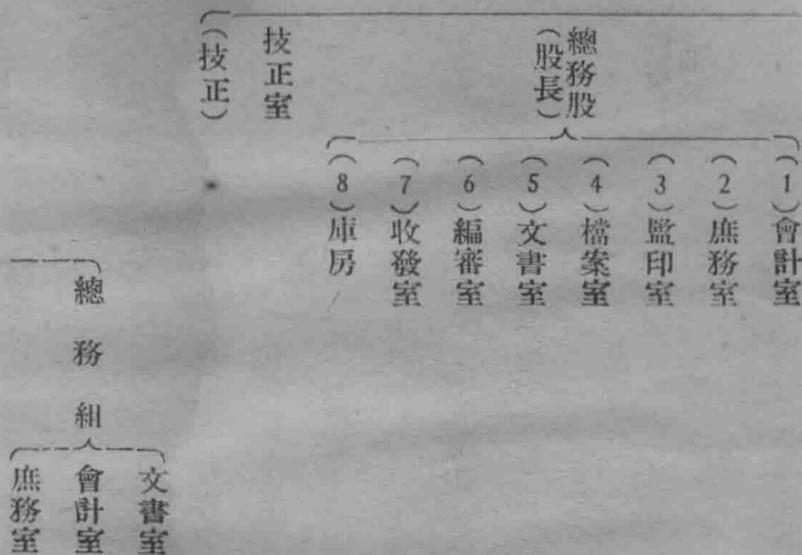 總務股
(股長)
(1)會計室
(2)庶務室
(3)監印室
(4)檔案室
(5)文書室
(6)編審室
(7)收發室
(8)庫房
技正室
(技正)
總務組
文書室
會計室
庶務室